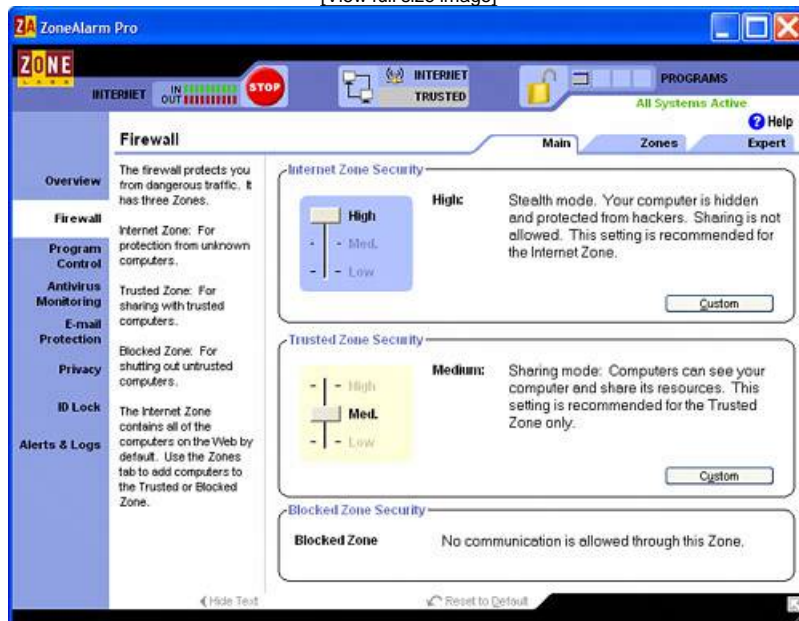 [View full size image]
ZA ZoneAlarm Pro
ZONE
LABS
INTERNET IN OUT
STOP
INTERNET
TRUSTED
PROGRAMS
All Systems Active
? Help
Firewall
Main
Zones
Expert
Overview
Firewall
Program
Control
Antivirus
Monitoring
E-mail
Protection
Privacy
ID Lock
Alerts & Logs
The firewall protects you
from dangerous traffic. It
has three Zones.
Internet Zone: For
protection from unknown
computers.
Trusted Zone: For
sharing with trusted
computers.
Blocked Zone: For
shutting out untrusted
computers.
The Internet Zone
contains all of the
computers on the Web by
default. Use the Zones
tab to add computers to
the Trusted or Blocked
Zone.
Internet Zone Security
High
Med.
Low
High:
Stealth mode. Your computer is hidden
and protected from hackers. Sharing is not
allowed. This setting is recommended for
the Internet Zone.
Custom
Trusted Zone Security
High
Med.
Low
Medium:
Sharing mode: Computers can see your
computer and share its resources. This
setting is recommended for the Trusted
Zone only.
Custom
Blocked Zone Security
Blocked Zone
No communication is allowed through this Zone.
Hide Text
Reset to Default